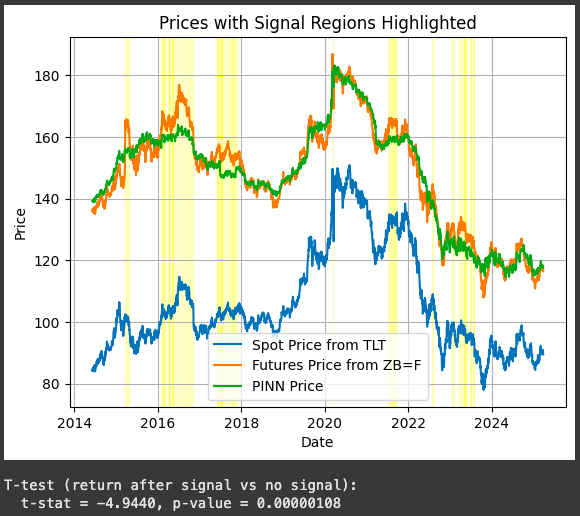 Prices with Signal Regions Highlighted
180
160
140
120
100
80
Price
Spot Price from TLT
Futures Price from ZB=F
PINN Price
2014
2016
2018
2020
2022
2024
Date
T-test (return after signal vs no signal):
t-stat = -4.9440, p-value = 0.00000108